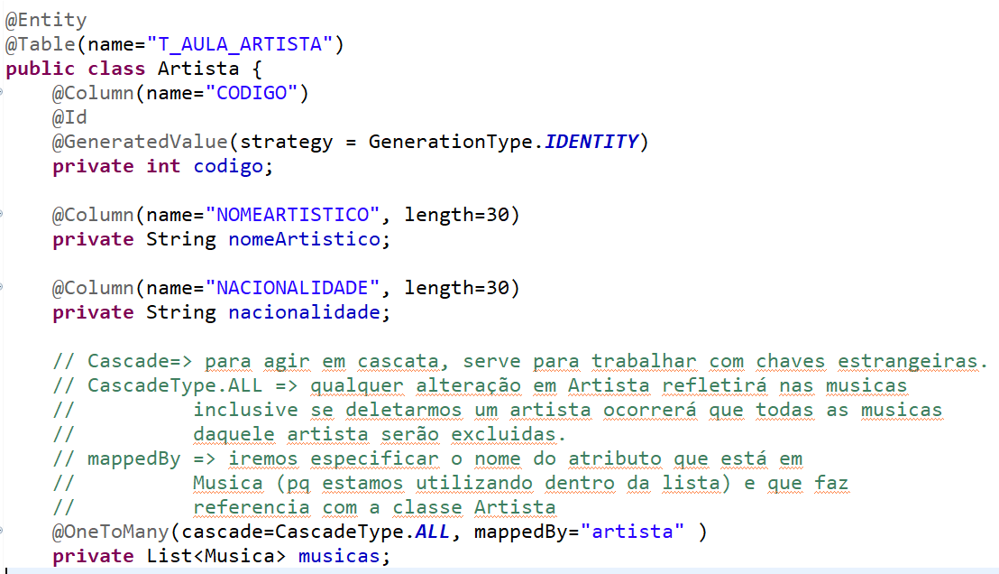 @Entity
@Table(name="T_AULA_ARTISTA")
public class Artista {
@Column(name="CODIGO")
@Id
@GeneratedValue(strategy = GenerationType.IDENTITY)
private int codigo;
@Column(name="NOMEARTISTICO", length=30)
private String nomeArtistico;
@Column(name="NACIONALIDADE", length=30)
private String nacionalidade;
// Cascade=> para agir em cascata, serve para trabalhar com chaves estrangeiras.
// CascadeType.ALL => qualquer alteração em Artista refletirá nas musicas
// inclusive se deletarmos um artista ocorrerá que todas as musicas
// daquele artista serão excluidas.
// mappedBy => iremos especificar o nome do atributo que está em
// Musica (pq estamos utilizando dentro da lista) e que faz
// referencia com a classe Artista
@OneToMany(cascade=CascadeType.ALL, mappedBy="artista" )
private List<Musica> musicas;